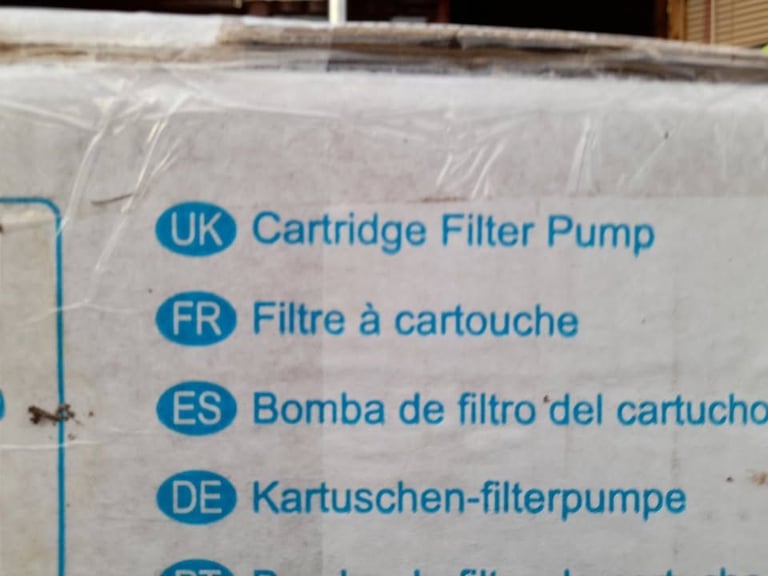 UK Cartridge Filter Pump
FR Filtre à cartouche
ES Bomba de filtro del cartucho
DE Kartuschen-filterpumpe